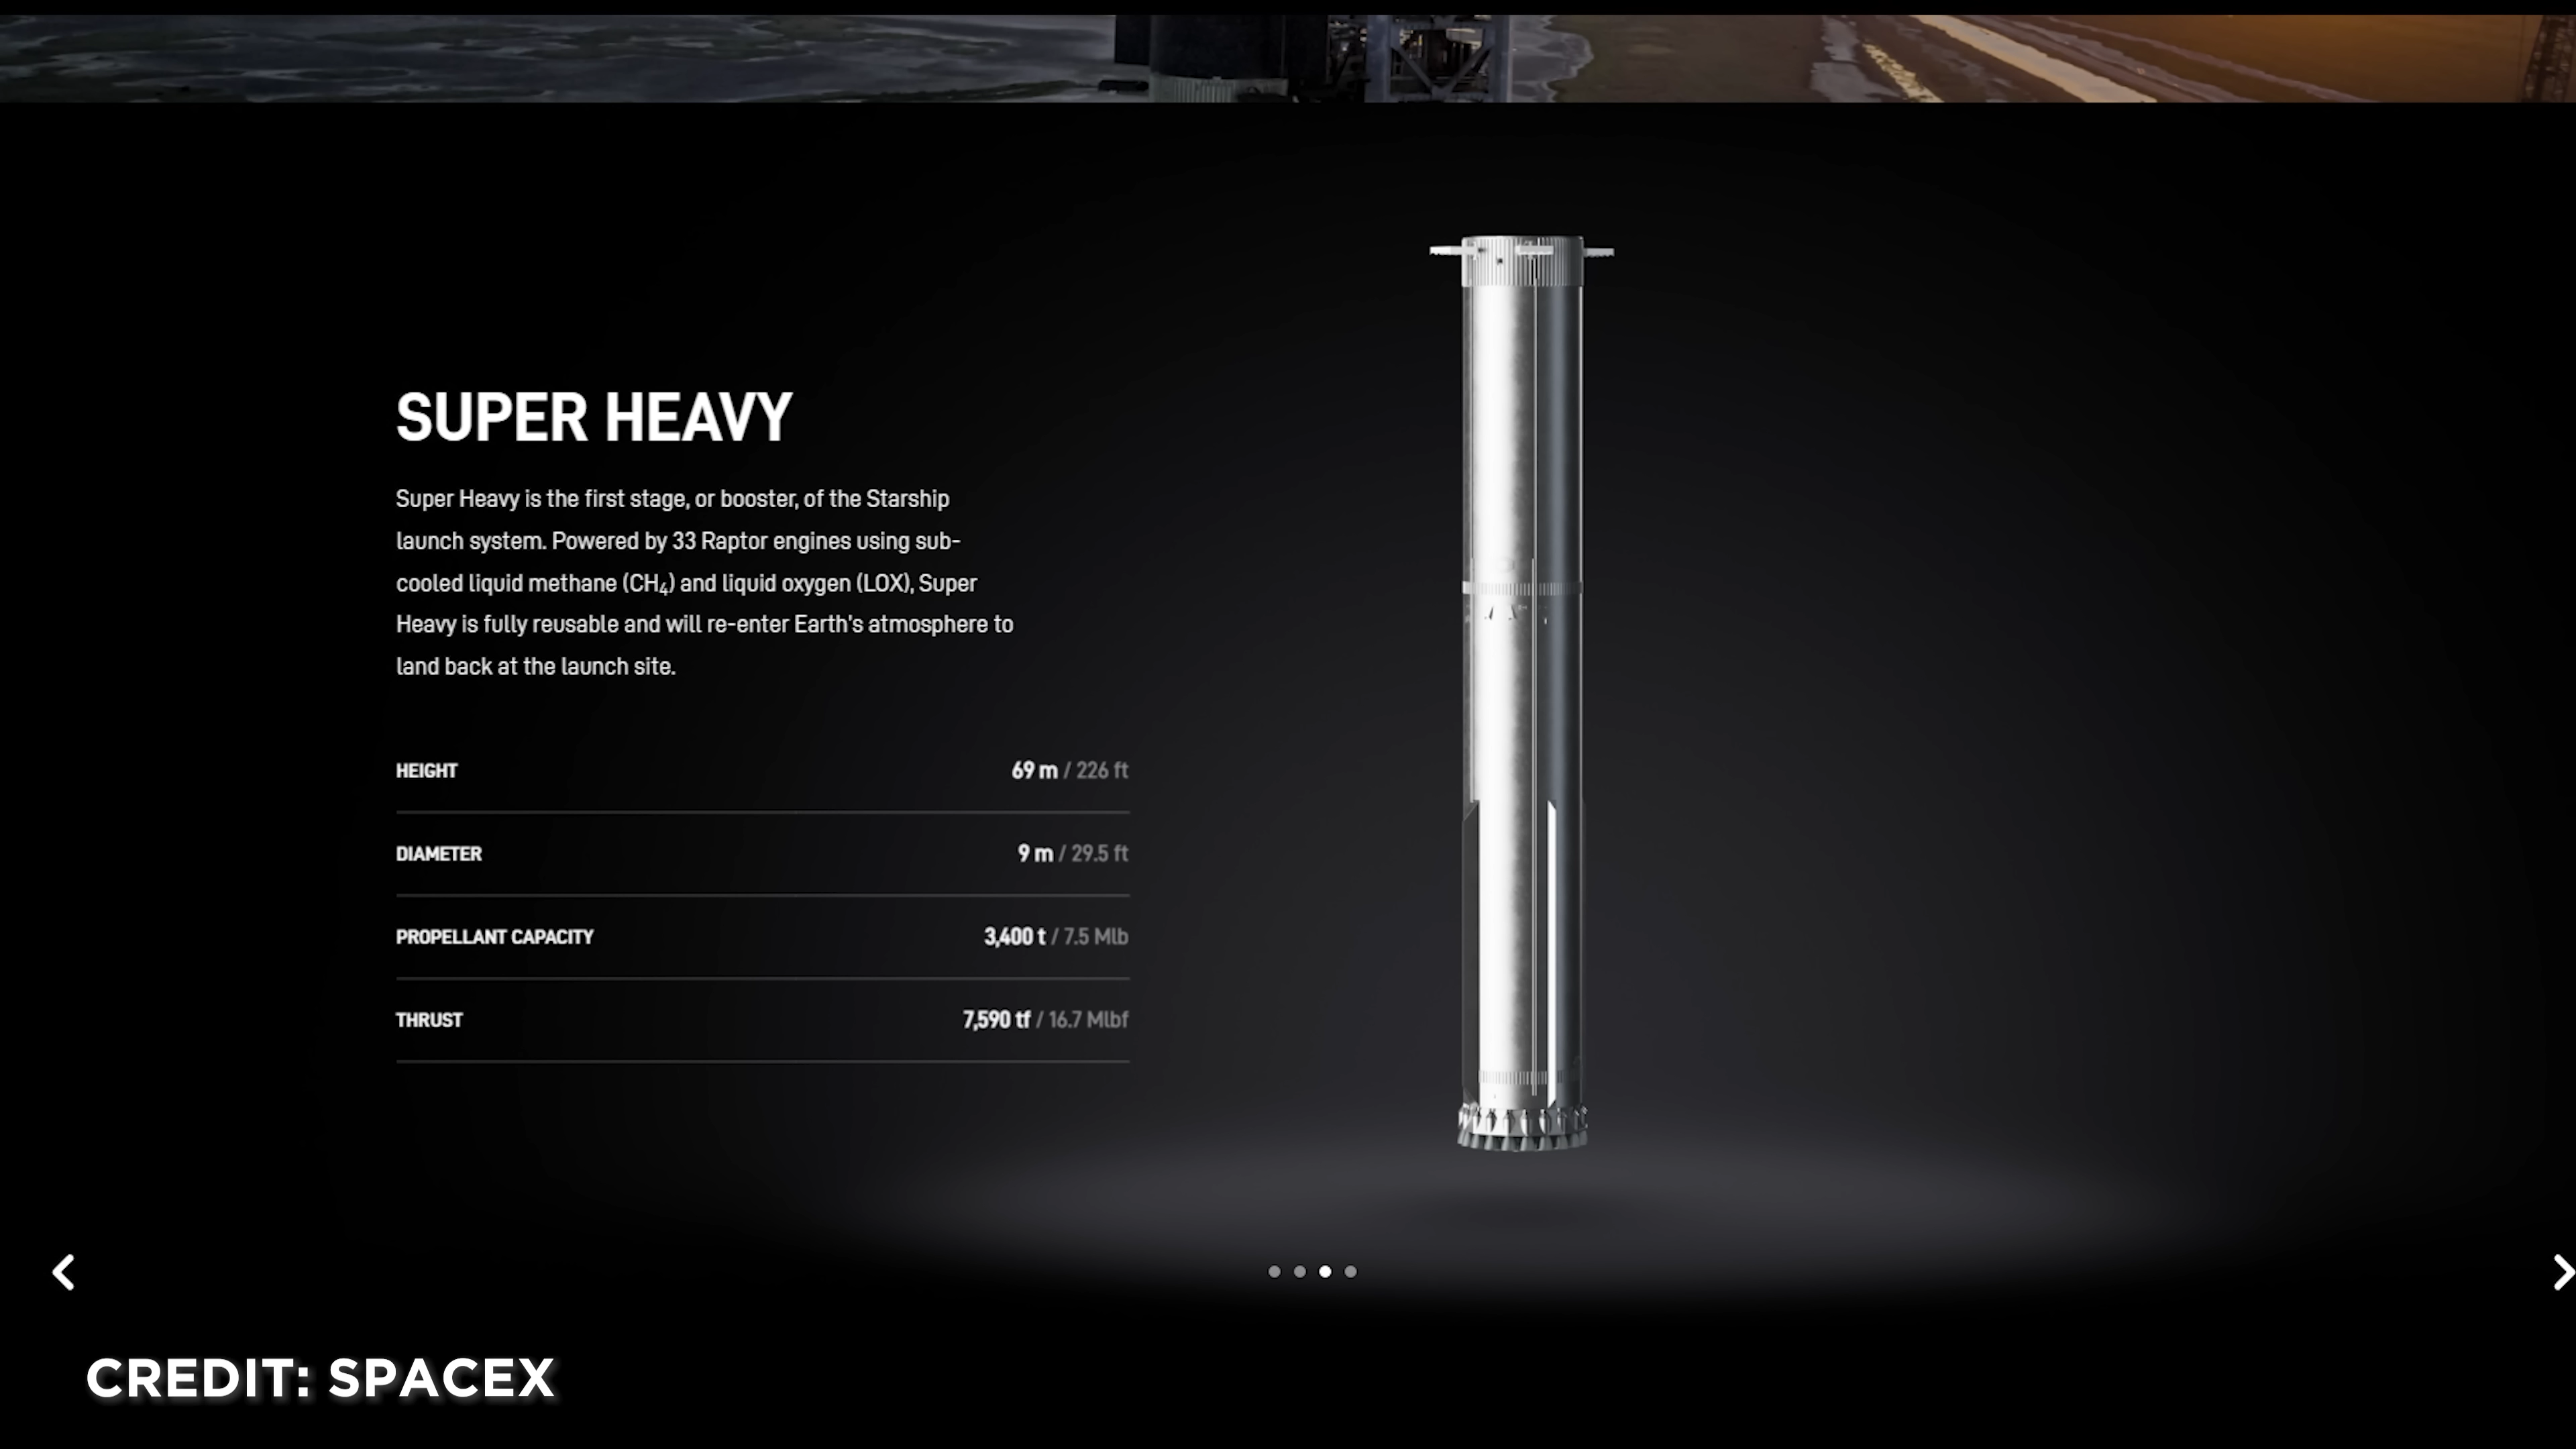 SUPER HEAVY
Super Heavy is the first stage, or booster, of the Starship
launch system. Powered by 33 Raptor engines using sub-
cooled liquid methane (CH₄) and liquid oxygen (LOX), Super
Heavy is fully reusable and will re-enter Earth's atmosphere to
land back at the launch site.
HEIGHT 69 m / 226 ft
DIAMETER 9 m / 29.5 ft
PROPELLANT CAPACITY 3,400 t / 7.5 Mlb
THRUST 7,590 tf / 16.7 Mlbf
CREDIT: SPACEX